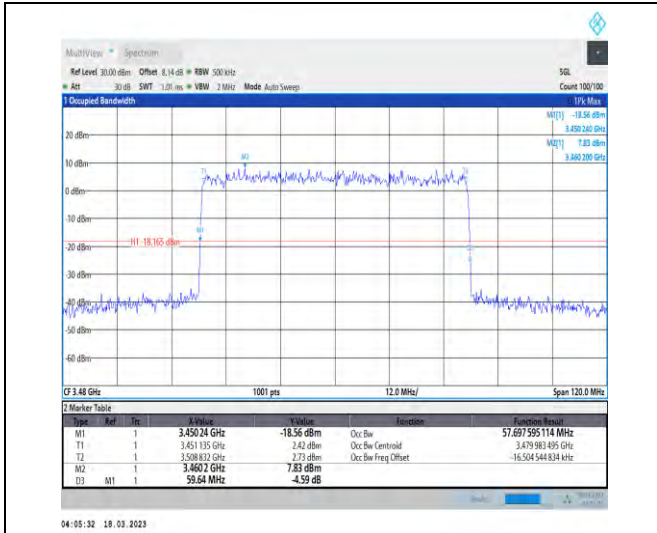 MultiView Spectrum
Ref Level 30.00 dBm Offset 8.14 dB RBW 500 kHz SGL
Att 30 dB SWT 1.01 ms VBW 2 MHz Mode Auto Sweep Count 100/100
1 Occupied Bandwidth 1Pk Max
M1[1] -18.56 dBm
3.450 240 GHz
M2[1] 7.83 dBm
3.460 200 GHz
20 dBm
10 dBm
M2
T1 T2
0 dBm
-10 dBm
M1
H1 -18.165 dBm
-20 dBm
-30 dBm
-40 dBm
-50 dBm
-60 dBm
CF 3.48 GHz 1001 pts 12.0 MHz/ Span 120.0 MHz
2 Marker Table
Type Ref Trc X-Value Y-Value Function Function Result
M1 1 3.450 24 GHz -18.56 dBm Occ Bw 57.697 595 114 MHz
T1 1 3.451 135 GHz 2.42 dBm Occ Bw Centroid 3.479 983 495 GHz
T2 1 3.508 832 GHz 2.73 dBm Occ Bw Freq Offset -16.504 544 834 kHz
M2 1 3.460 2 GHz 7.83 dBm
D3 M1 1 59.64 MHz -4.59 dB
04:05:32 18.03.2023